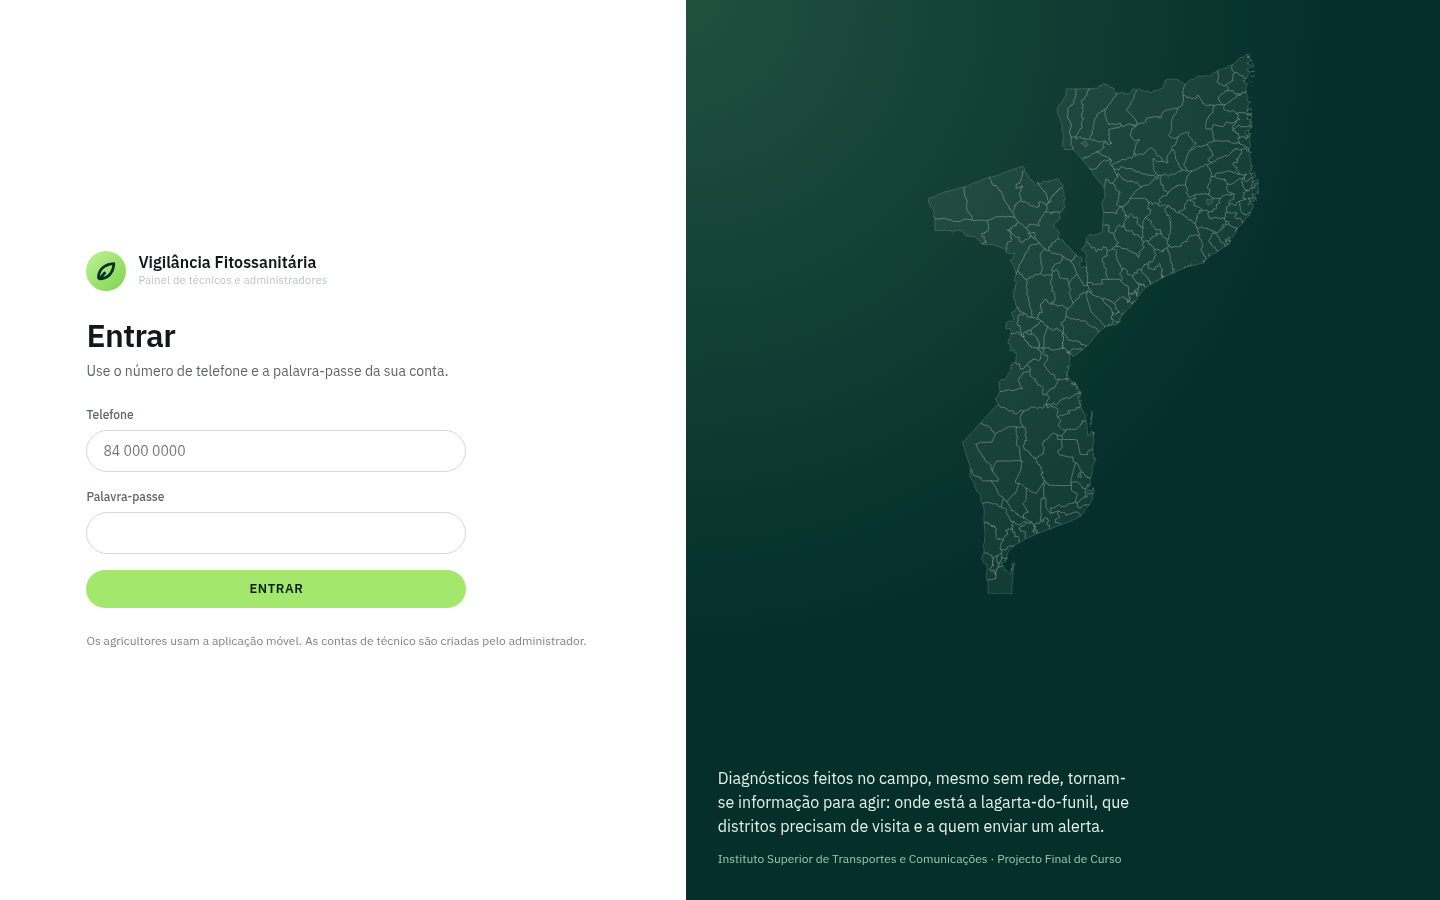 Vigilância Fitossanitária
Painel de técnicos e administradores
Entrar
Use o número de telefone e a palavra-passe da sua conta.
Telefone
84 000 0000
Palavra-passe
ENTRAR
Os agricultores usam a aplicação móvel. As contas de técnico são criadas pelo administrador.
Diagnósticos feitos no campo, mesmo sem rede, tornam-
se informação para agir: onde está a lagarta-do-funil, que
distritos precisam de visita e a quem enviar um alerta.
Instituto Superior de Transportes e Comunicações · Projecto Final de Curso